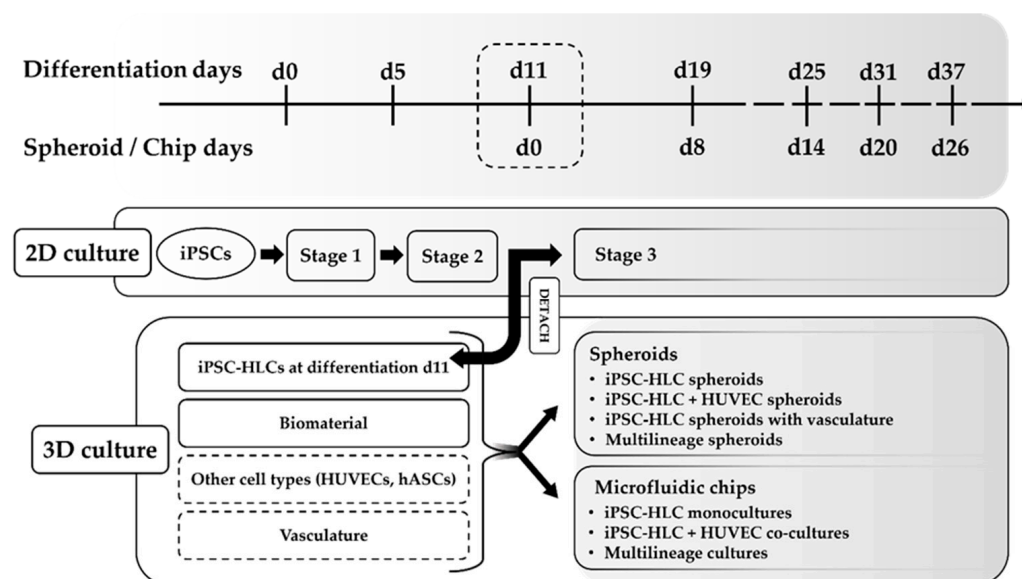 Differentiation days d0 d5 d11 d19 d25 d31 d37
Spheroid / Chip days d0 d8 d14 d20 d26
2D culture iPSCs Stage 1 Stage 2 Stage 3
DETACH
3D culture
iPSC-HLCs at differentiation d11
Biomaterial
Other cell types (HUVECs, hASCs)
Vasculature
Spheroids
• iPSC-HLC spheroids
• iPSC-HLC + HUVEC spheroids
• iPSC-HLC spheroids with vasculature
• Multilineage spheroids
Microfluidic chips
• iPSC-HLC monocultures
• iPSC-HLC + HUVEC co-cultures
• Multilineage cultures